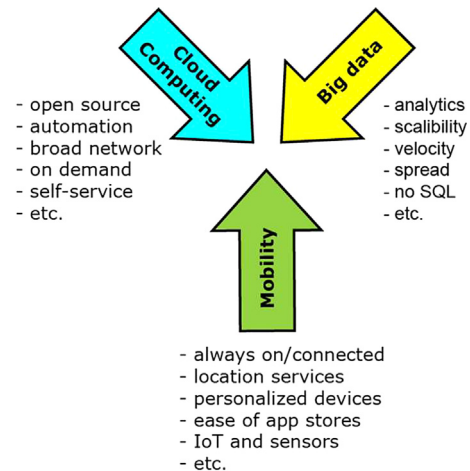 Cloud
Computing
Big data
- open source
- automation
- broad network
- on demand
- self-service
- etc.
- analytics
- scalibility
- velocity
- spread
- no SQL
- etc.
Mobility
- always on/connected
- location services
- personalized devices
- ease of app stores
- IoT and sensors
- etc.